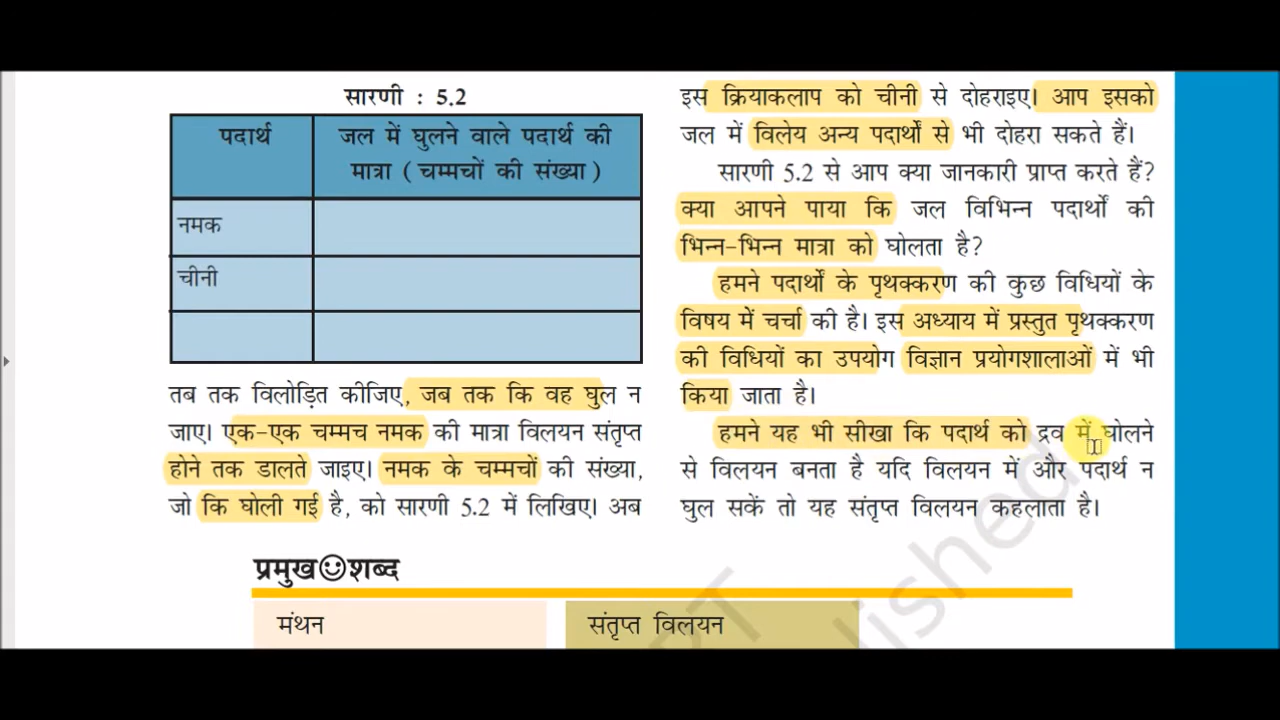 सारणी : 5.2
पदार्थ
जल में घुलने वाले पदार्थ की
मात्रा ( चम्मचों की संख्या )
नमक
चीनी
तब तक विलोड़ित कीजिए, जब तक कि वह घुल न
जाए। एक-एक चम्मच नमक की मात्रा विलयन संतृप्त
होने तक डालते जाइए। नमक के चम्मचों की संख्या,
जो कि घोली गई है, को सारणी 5.2 में लिखिए। अब
इस क्रियाकलाप को चीनी से दोहराइए। आप इसको
जल में विलेय अन्य पदार्थों से भी दोहरा सकते हैं।
सारणी 5.2 से आप क्या जानकारी प्राप्त करते हैं?
क्या आपने पाया कि जल विभिन्न पदार्थों की
भिन्न-भिन्न मात्रा को घोलता है?
हमने पदार्थों के पृथक्करण की कुछ विधियों के
विषय में चर्चा की है। इस अध्याय में प्रस्तुत पृथक्करण
की विधियों का उपयोग विज्ञान प्रयोगशालाओं में भी
किया जाता है।
हमने यह भी सीखा कि पदार्थ को द्रव में घोलने
से विलयन बनता है यदि विलयन में और पदार्थ न
घुल सकें तो यह संतृप्त विलयन कहलाता है।
प्रमुख शब्द
मंथन
संतृप्त विलयन